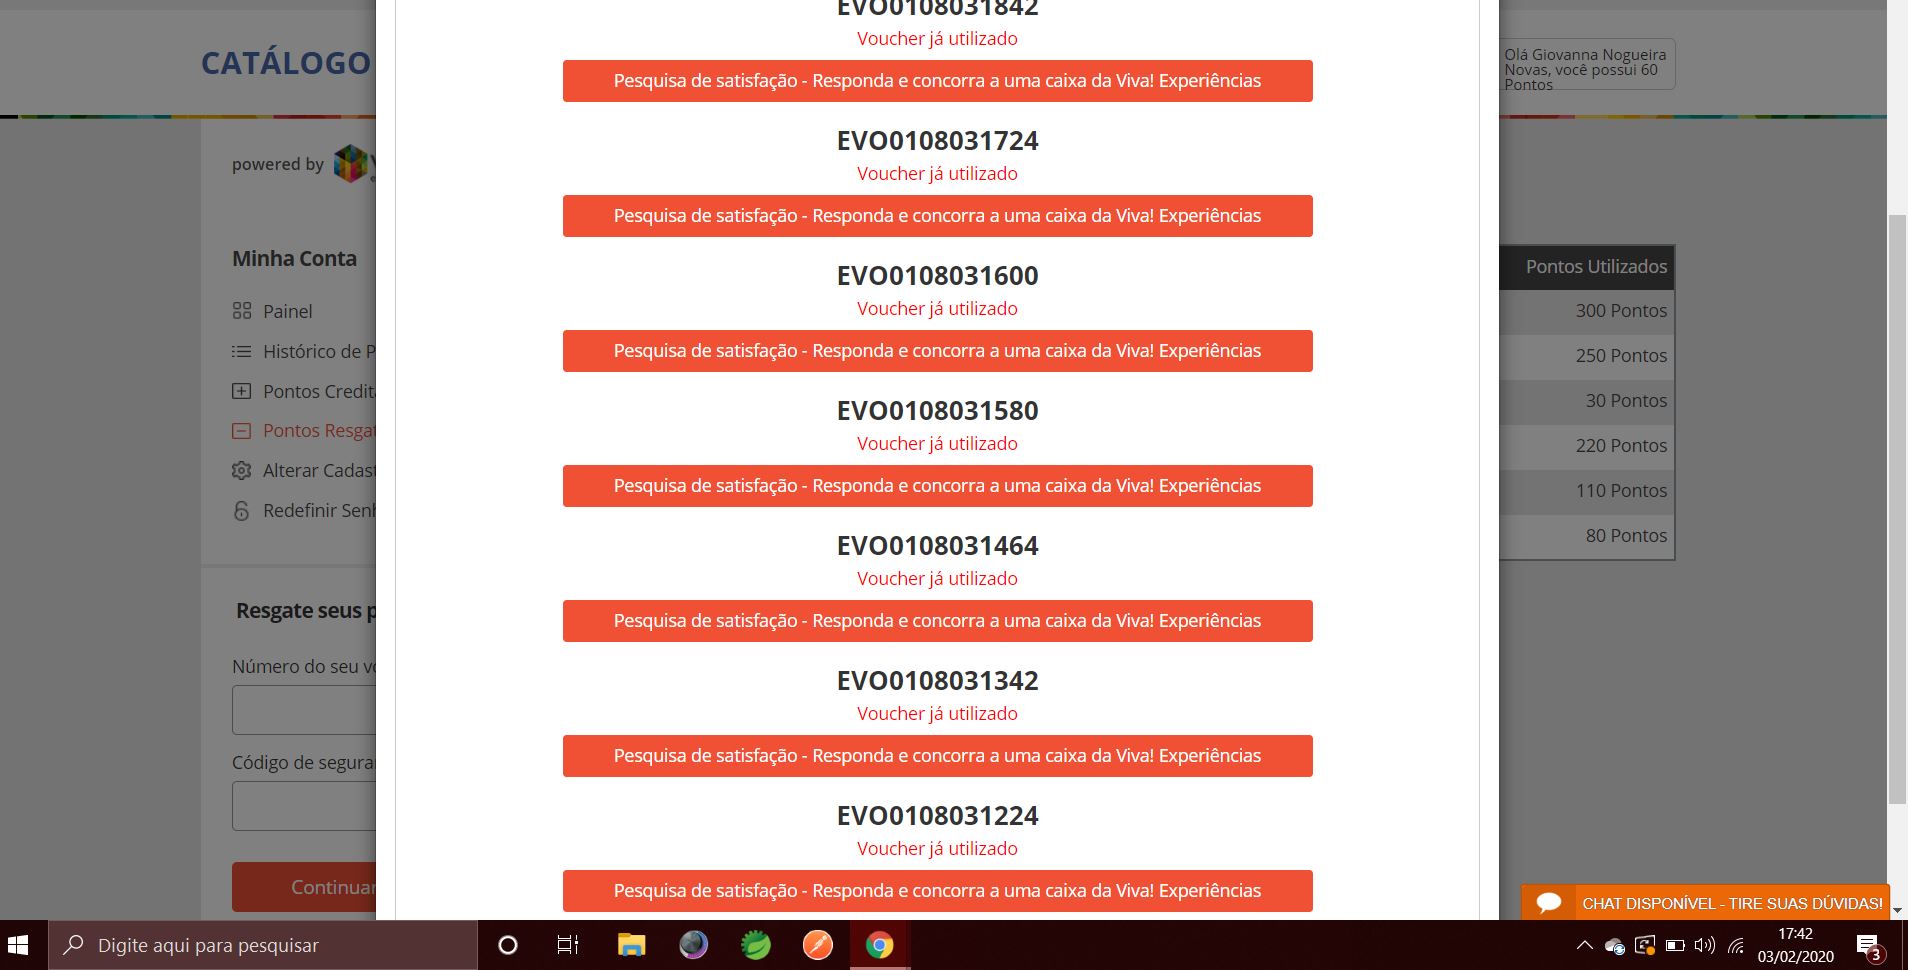 EVO0108031842
Voucher já utilizado
Pesquisa de satisfação - Responda e concorra a uma caixa da Viva! Experiências
EVO0108031724
Voucher já utilizado
Pesquisa de satisfação - Responda e concorra a uma caixa da Viva! Experiências
EVO0108031600
Voucher já utilizado
Pesquisa de satisfação - Responda e concorra a uma caixa da Viva! Experiências
EVO0108031580
Voucher já utilizado
Pesquisa de satisfação - Responda e concorra a uma caixa da Viva! Experiências
EVO0108031464
Voucher já utilizado
Pesquisa de satisfação - Responda e concorra a uma caixa da Viva! Experiências
EVO0108031342
Voucher já utilizado
Pesquisa de satisfação - Responda e concorra a uma caixa da Viva! Experiências
EVO0108031224
Voucher já utilizado
Pesquisa de satisfação - Responda e concorra a uma caixa da Viva! Experiências
CATÁLOGO
powered by
Minha Conta
Painel
Histórico de P
Pontos Credit
Pontos Resgat
Alterar Cadast
Redefinir Senh
Resgate seus p
Número do seu vo
Código de segura
Continuar
Olá Giovanna Nogueira
Novas, você possui 60
Pontos
Pontos Utilizados
300 Pontos
250 Pontos
30 Pontos
220 Pontos
110 Pontos
80 Pontos
CHAT DISPONÍVEL - TIRE SUAS DÚVIDAS!
Digite aqui para pesquisar
17:42
03/02/2020
3